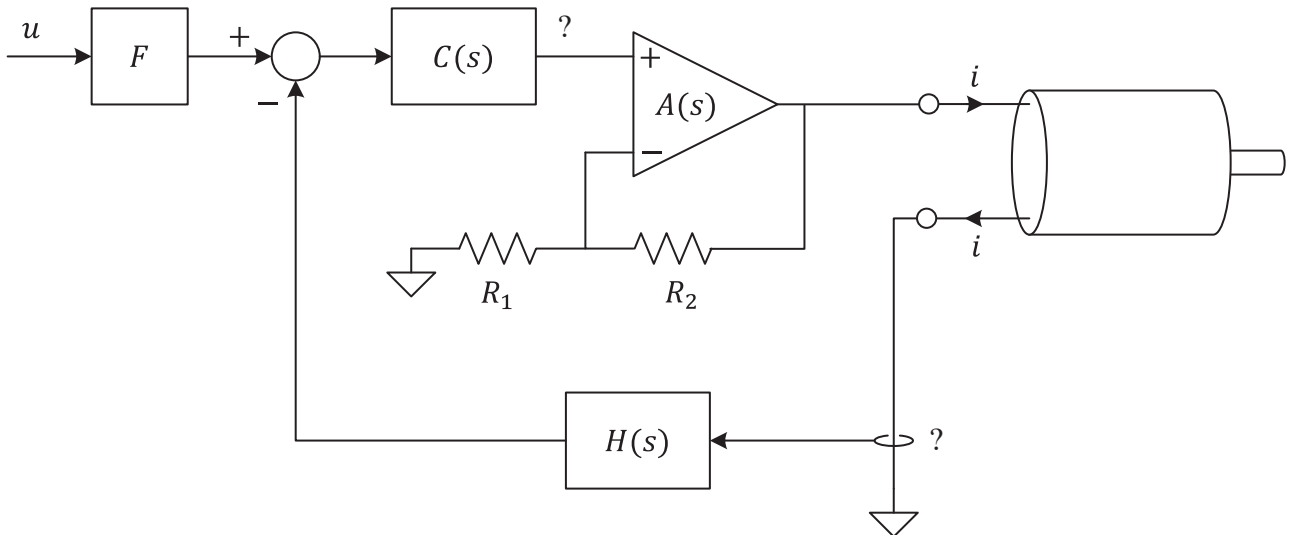 u
F
+
−
C(s)
?
+
A(s)
−
i
i
R₁
R₂
H(s)
?